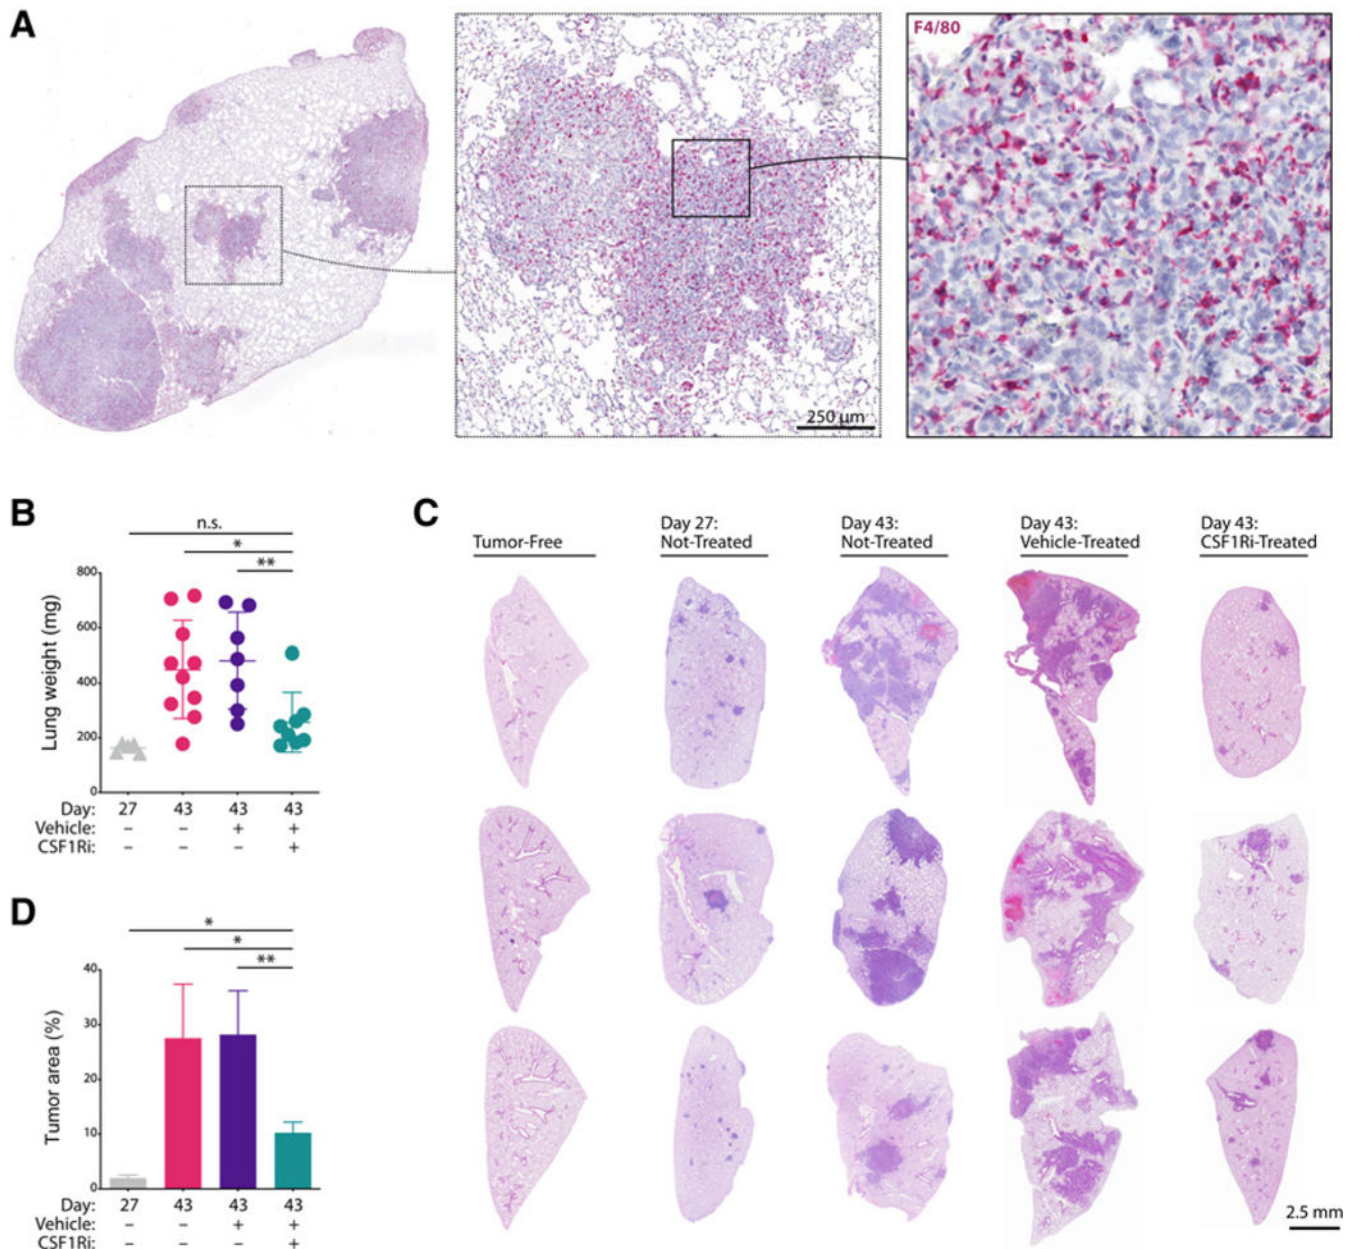 A
F4/80
250 µm
B
n.s.
*
**
Lung weight (mg)
800
600
400
200
0
Day: 27 43 43 43
Vehicle: – – + +
CSF1Ri: – – – +
C
Tumor-Free
Day 27:
Not-Treated
Day 43:
Not-Treated
Day 43:
Vehicle-Treated
Day 43:
CSF1Ri-Treated
2.5 mm
D
*
*
**
Tumor area (%)
40
30
20
10
0
Day: 27 43 43 43
Vehicle: – – + +
CSF1Ri: – – – +